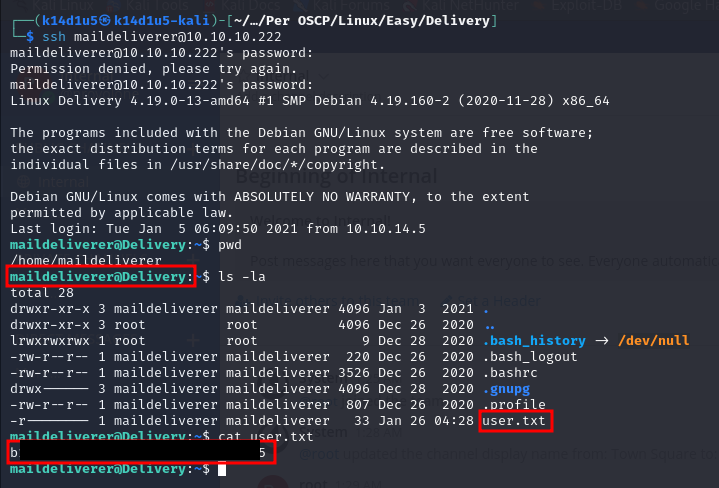 ┌──(k14d1u5㉿k14d1u5-kali)-[~/…/Per OSCP/Linux/Easy/Delivery]
└─$ ssh maildeliverer@10.10.10.222
maildeliverer@10.10.10.222's password:
Permission denied, please try again.
maildeliverer@10.10.10.222's password:
Linux Delivery 4.19.0-13-amd64 #1 SMP Debian 4.19.160-2 (2020-11-28) x86_64
The programs included with the Debian GNU/Linux system are free software;
the exact distribution terms for each program are described in the
individual files in /usr/share/doc/*/copyright.
Debian GNU/Linux comes with ABSOLUTELY NO WARRANTY, to the extent
permitted by applicable law.
Last login: Tue Jan  5 06:09:50 2021 from 10.10.14.5
maildeliverer@Delivery:~$ pwd
/home/maildeliverer
maildeliverer@Delivery:~$ ls -la
total 28
drwxr-xr-x 3 maildeliverer maildeliverer 4096 Jan  3  2021 .
drwxr-xr-x 3 root          root          4096 Dec 26  2020 ..
lrwxrwxrwx 1 root          root             9 Dec 28  2020 .bash_history → /dev/null
-rw-r--r-- 1 maildeliverer maildeliverer  220 Dec 26  2020 .bash_logout
-rw-r--r-- 1 maildeliverer maildeliverer 3526 Dec 26  2020 .bashrc
drwx------ 3 maildeliverer maildeliverer 4096 Dec 28  2020 .gnupg
-rw-r--r-- 1 maildeliverer maildeliverer  807 Dec 26  2020 .profile
-r-------- 1 maildeliverer maildeliverer   33 Jan 26 04:28 user.txt
maildeliverer@Delivery:~$ cat user.txt
b 5
maildeliverer@Delivery:~$